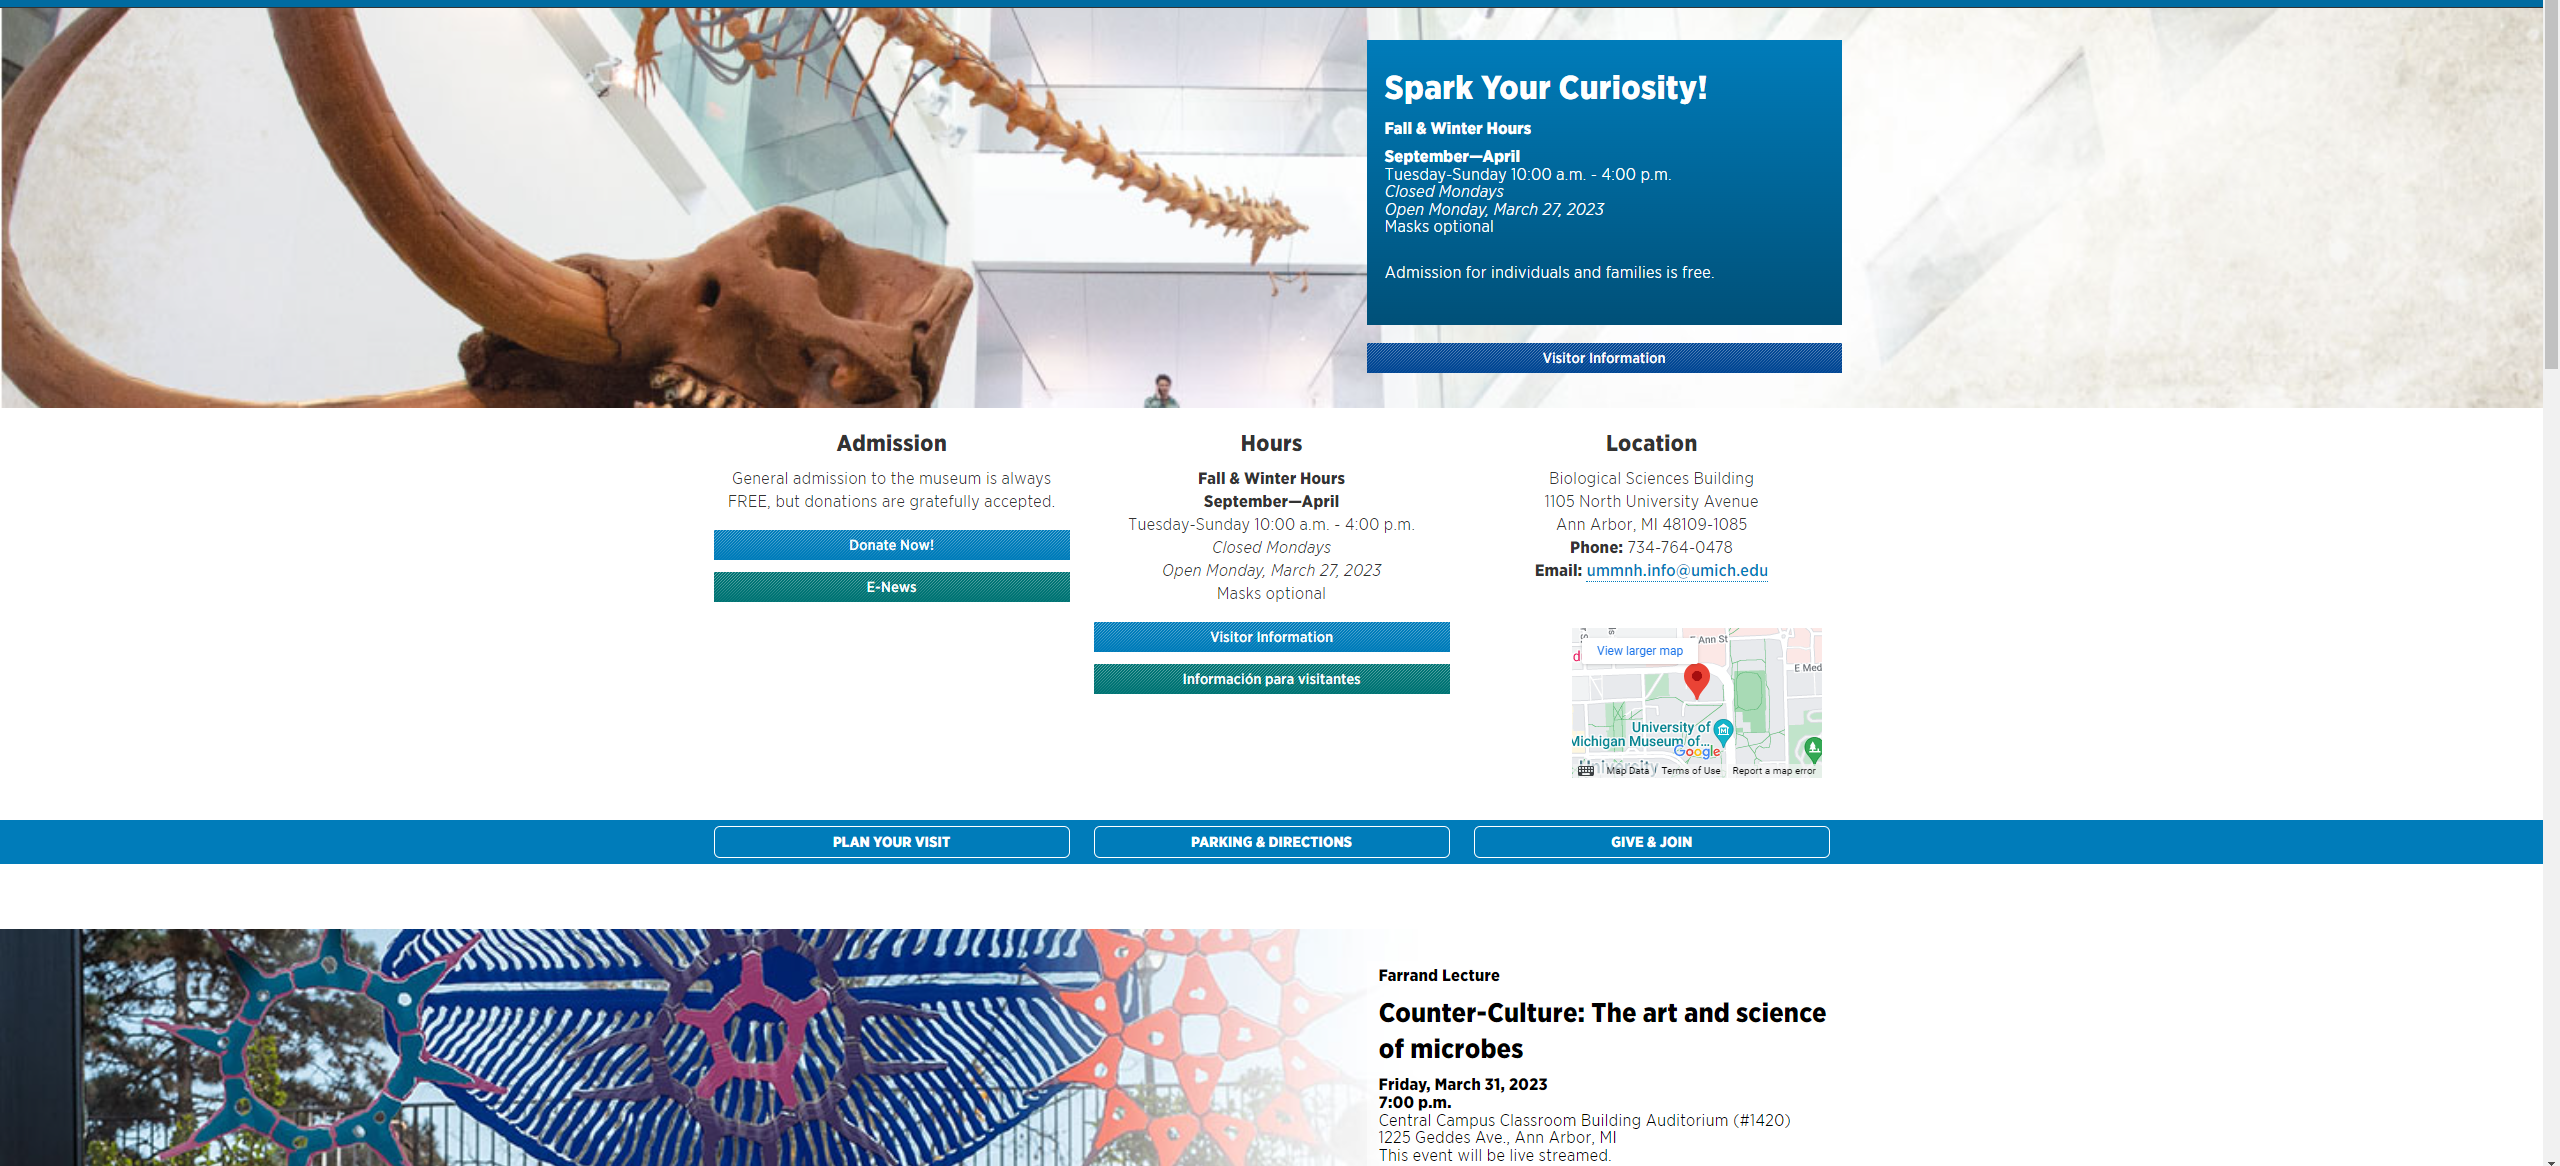 Spark Your Curiosity!
Fall & Winter Hours
September—April
Tuesday-Sunday 10:00 a.m. - 4:00 p.m.
Closed Mondays
Open Monday, March 27, 2023
Masks optional
Admission for individuals and families is free.
Visitor Information
Admission
General admission to the museum is always
FREE, but donations are gratefully accepted.
Donate Now!
E-News
Hours
Fall & Winter Hours
September—April
Tuesday-Sunday 10:00 a.m. - 4:00 p.m.
Closed Mondays
Open Monday, March 27, 2023
Masks optional
Visitor Information
Información para visitantes
Location
Biological Sciences Building
1105 North University Avenue
Ann Arbor, MI 48109-1085
Phone: 734-764-0478
Email: ummnh.info@umich.edu
E Ann St
View larger map
E Med
University of
Michigan Museum of...
Google
University
Map Data
Terms of Use
Report a map error
PLAN YOUR VISIT
PARKING & DIRECTIONS
GIVE & JOIN
Farrand Lecture
Counter-Culture: The art and science
of microbes
Friday, March 31, 2023
7:00 p.m.
Central Campus Classroom Building Auditorium (#1420)
1225 Geddes Ave., Ann Arbor, MI
This event will be live streamed.